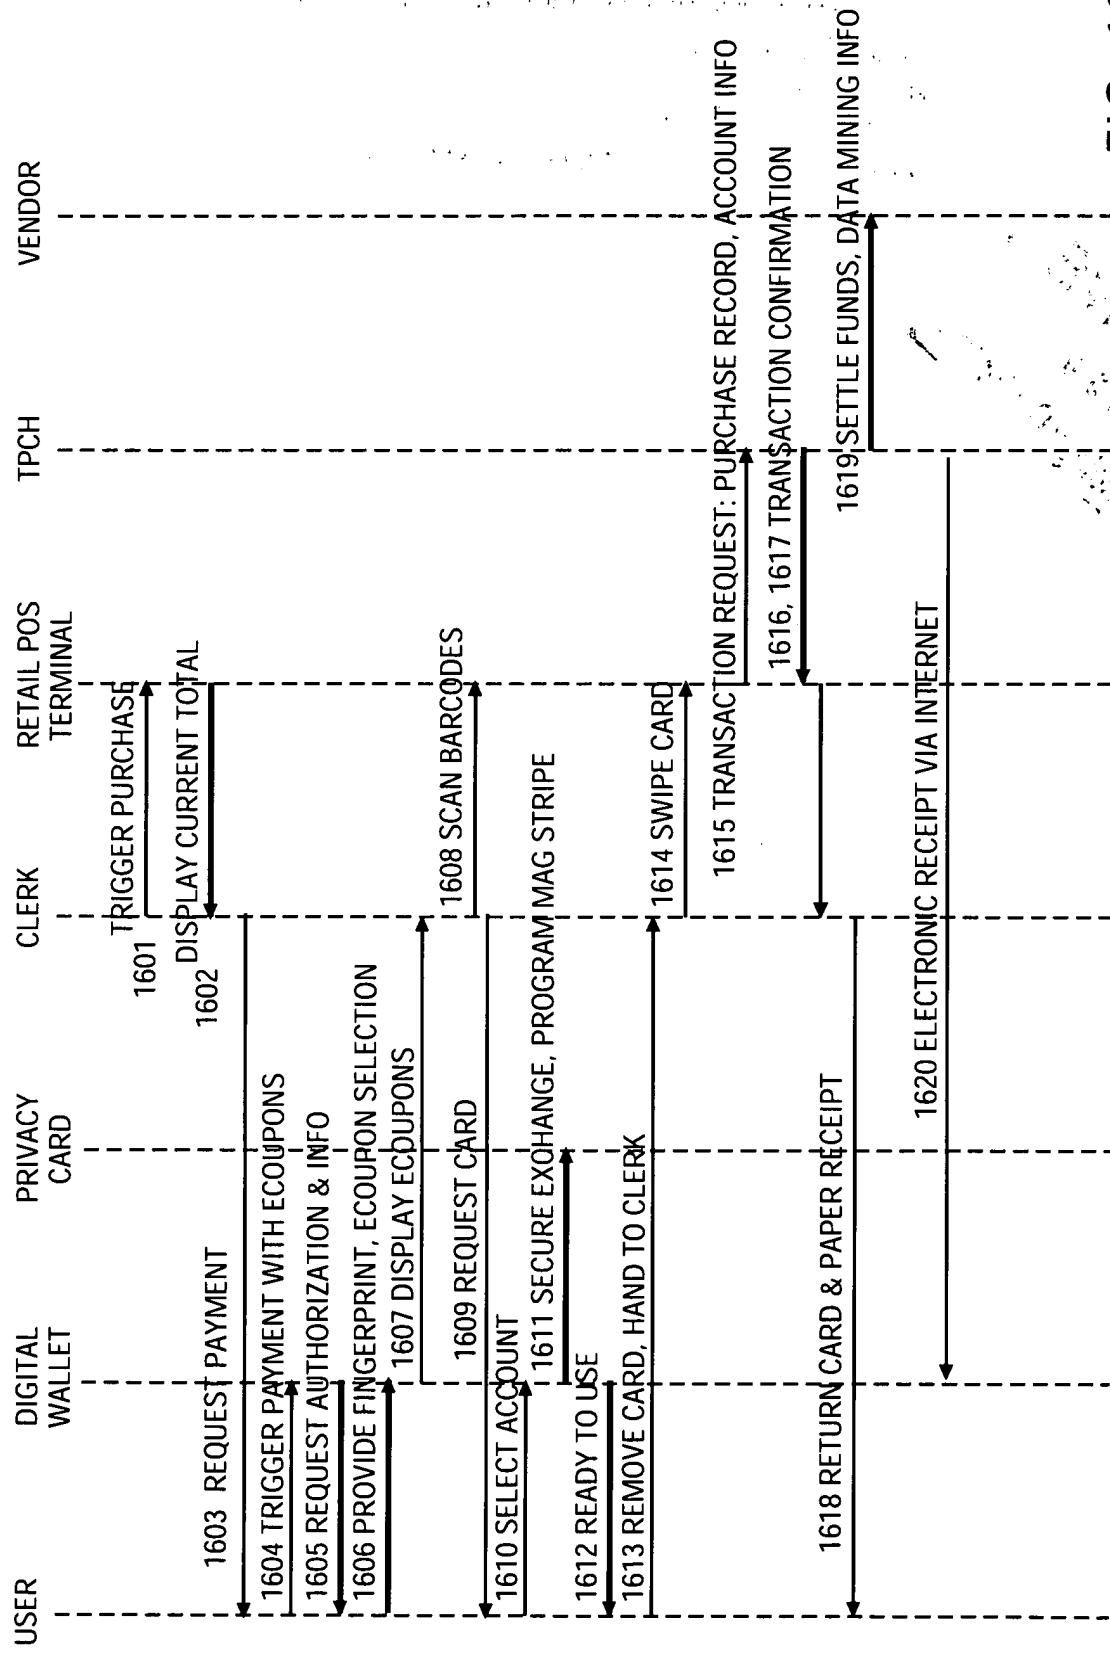 USER
DIGITAL
WALLET
PRIVACY
CARD
CLERK
RETAIL POS
TERMINAL
TPCH
VENDOR
TRIGGER PURCHASE
1601
DISPLAY CURRENT TOTAL
1602
1603 REQUEST PAYMENT
1604 TRIGGER PAYMENT WITH ECOUPONS
1605 REQUEST AUTHORIZATION & INFO
1606 PROVIDE FINGERPRINT, ECOUPON SELECTION
1607 DISPLAY ECOUPONS
1608 SCAN BARCODES
1609 REQUEST CARD
1610 SELECT ACCOUNT
1611 SECURE EXCHANGE, PROGRAM MAG STRIPE
1612 READY TO USE
1613 REMOVE CARD, HAND TO CLERK
1614 SWIPE CARD
1615 TRANSACTION REQUEST: PURCHASE RECORD, ACCOUNT INFO
1616, 1617 TRANSACTION CONFIRMATION
1618 RETURN CARD & PAPER RECEIPT
1619 SETTLE FUNDS, DATA MINING INFO
1620 ELECTRONIC RECEIPT VIA INTERNET